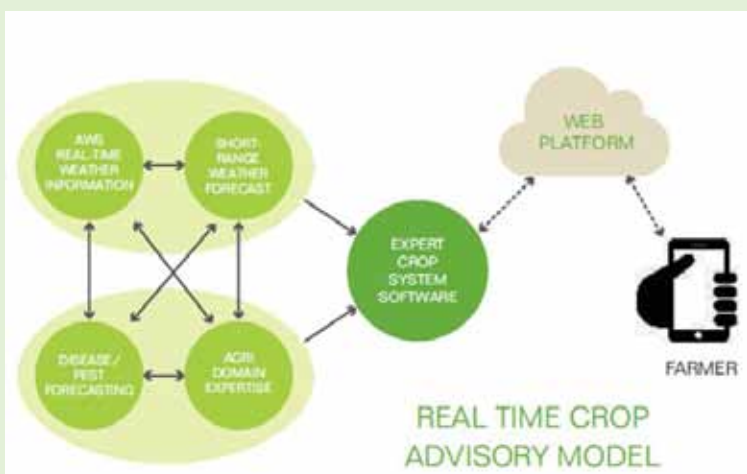 AWS
REAL-TIME
WEATHER
INFORMATION
SHORT-
RANGE
WEATHER
FORECAST
WEB
PLATFORM
EXPERT
CROP
SYSTEM
SOFTWARE
DISEASE/
PEST
FORECASTING
AGRI
DOMAIN
EXPERTISE
FARMER
REAL TIME CROP
ADVISORY MODEL